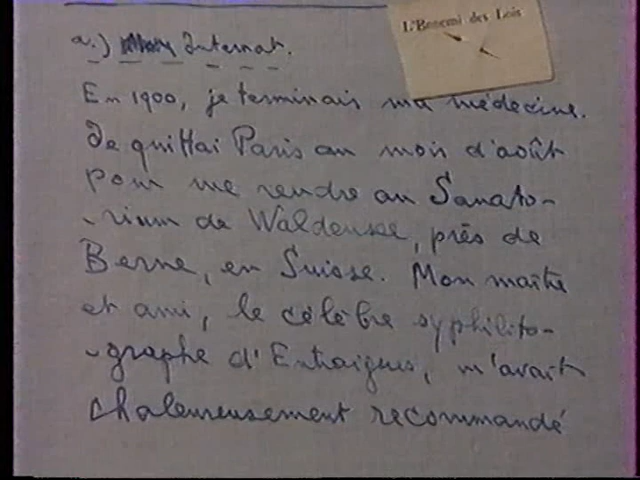 L'Ennemi des Lois
a.) Internat.
En 1900, je terminais ma médecine.
Je quittai Paris au mois d'août
pour me rendre au Sanato-
-rium de Waldensee, près de
Berne, en Suisse. Mon maître
et ami, le célèbre syphilito-
-graphe d'Entraigues, m'avait
chaleureusement recommandé